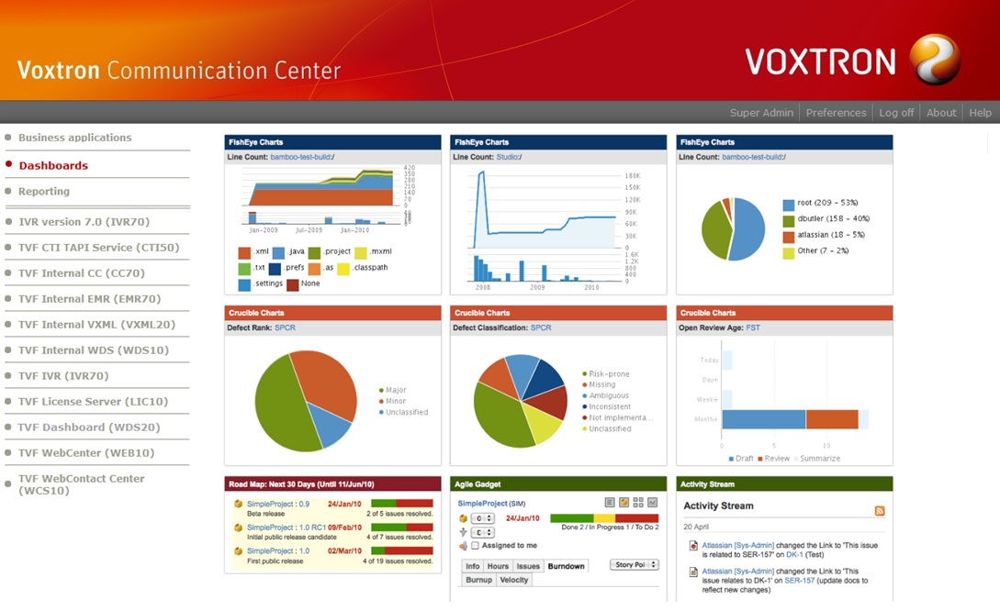 Voxtron Communication Center
VOXTRON
Super Admin
Preferences
Log off
About
Help
Business applications
Dashboards
Reporting
IVR version 7.0 (IVR70)
TVF CTI TAPI Service (CTI50)
TVF Internal CC (CC70)
TVF Internal EMR (EMR70)
TVF Internal VXML (VXML20)
TVF Internal WDS (WDS10)
TVF IVR (IVR70)
TVF License Server (LIC10)
TVF Dashboard (WDS20)
TVF WebCenter (WEB10)
TVF WebContact Center
(WCS10)
FishEye Charts
Line Count: bamboo-test-build:/
420
350
280
210
140
70
0
Jan-2009 Jul-2009 Jan-2010
.xml .java .project .mxml
.txt .prefs .as .classpath
.settings None
FishEye Charts
Line Count: Studio:/
180K
150K
120K
90K
60K
30K
0
1.6K
1.2K
800
400
0
2008 2009 2010
FishEye Charts
Line Count: bamboo-test-build:/
root (209 - 53%)
dbutler (158 - 40%)
atlassian (18 - 5%)
Other (7 - 2%)
Crucible Charts
Defect Rank: SPCR
Major
Minor
Unclassified
Crucible Charts
Defect Classification: SPCR
Risk-prone
Missing
Ambiguous
Inconsistent
Not implementa...
Unclassified
Crucible Charts
Open Review Age: FST
Today
Day+
Week+
Month+
0 5 10
Draft Review Summarize
Road Map: Next 30 Days (Until 11/Jun/10)
SimpleProject : 0.9 24/Jan/10
Beta release 2 of 5 issues resolved.
SimpleProject : 1.0 RC1 09/Feb/10
Initial public release candidate 4 of 7 issues resolved.
SimpleProject : 1.0 02/Mar/10
First public release 4 of 19 issues resolved.
Agile Gadget
SimpleProject (SIM)
24/Jan/10
Done 2 / In Progress 1 / To Do 2
Assigned to me
Info Hours Issues Burndown
Story Poi
Burnup Velocity
Activity Stream
Activity Stream
20 April
Atlassian [Sys-Admin] changed the Link to 'This issue
is related to SER-157' on DK-1 (Test)
Atlassian [Sys-Admin] changed the Link to 'This
issue relates to DK-1' on SER-157 (update docs to
reflect new changes)